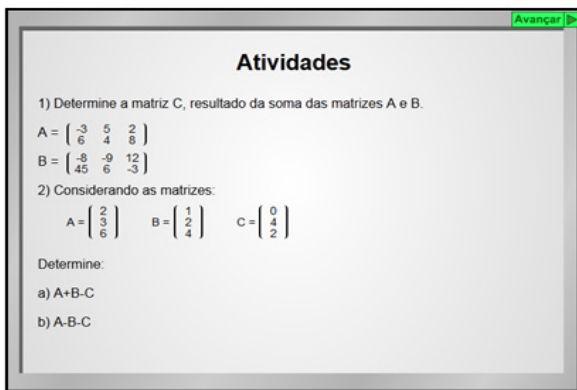 Avançar
Atividades
1) Determine a matriz C, resultado da soma das matrizes A e B.
A = ( -3 5 2
6 4 8 )
B = ( -8 -9 12
45 6 -3 )
2) Considerando as matrizes:
A = ( 2 3 6 ) B = ( 1 2 4 ) C = ( 0 4 2 )
Determine:
a) A+B-C
b) A-B-C